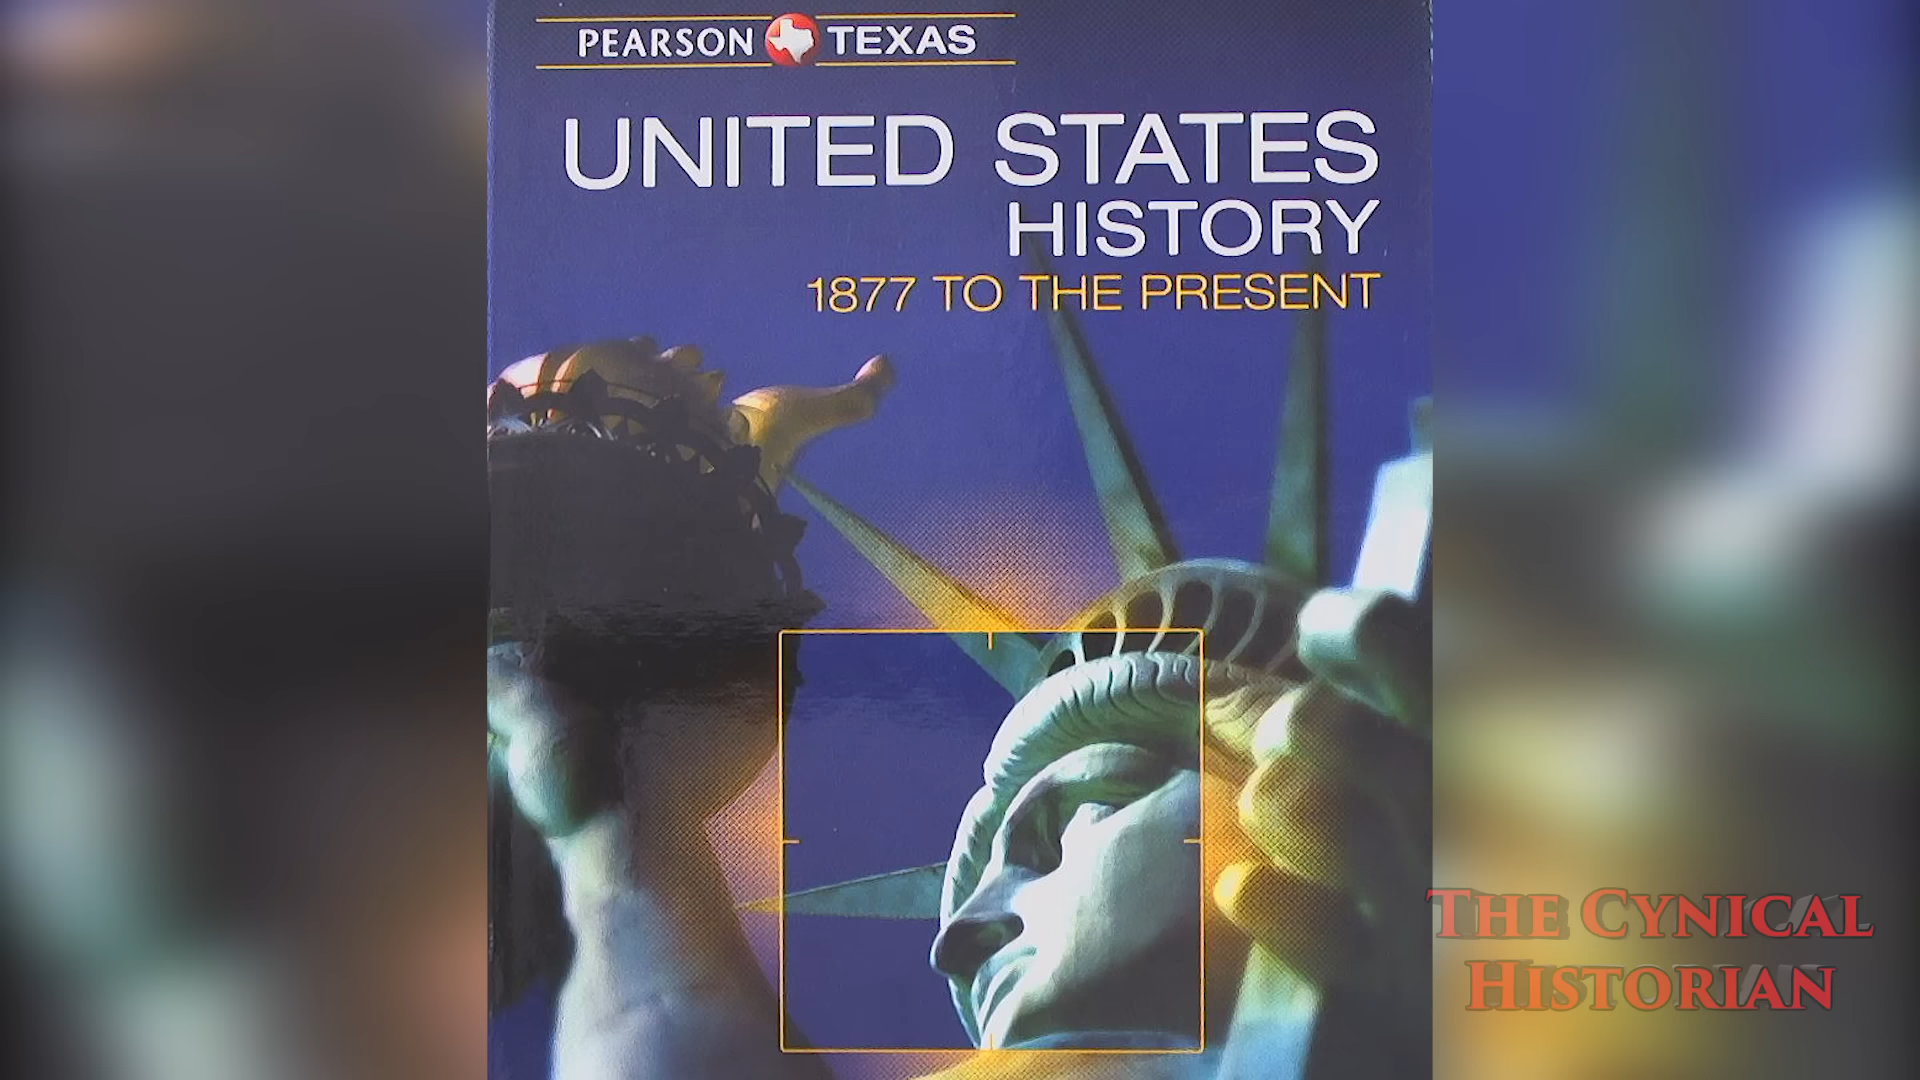 PEARSON TEXAS
UNITED STATES
HISTORY
1877 TO THE PRESENT
THE CYNICAL
HISTORIAN